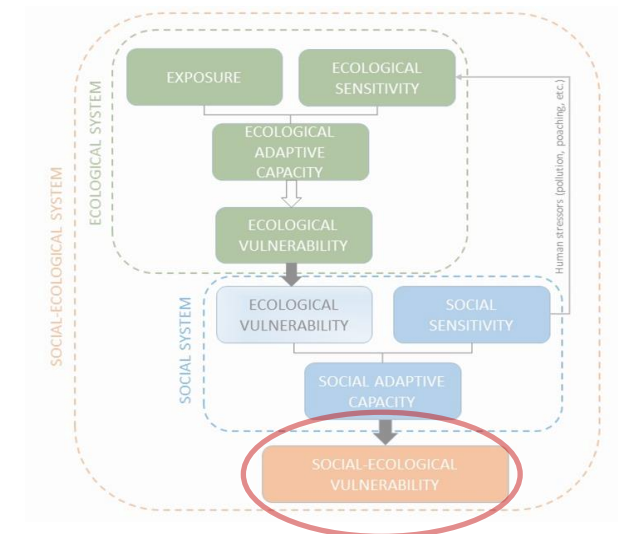 EXPOSURE
ECOLOGICAL
SENSITIVITY
ECOLOGICAL
ADAPTIVE
CAPACITY
ECOLOGICAL
VULNERABILITY
ECOLOGICAL SYSTEM
SOCIAL-ECOLOGICAL SYSTEM
Human stressors (pollution, poaching, etc.)
ECOLOGICAL
VULNERABILITY
SOCIAL
SENSITIVITY
SOCIAL SYSTEM
SOCIAL ADAPTIVE
CAPACITY
SOCIAL-ECOLOGICAL
VULNERABILITY